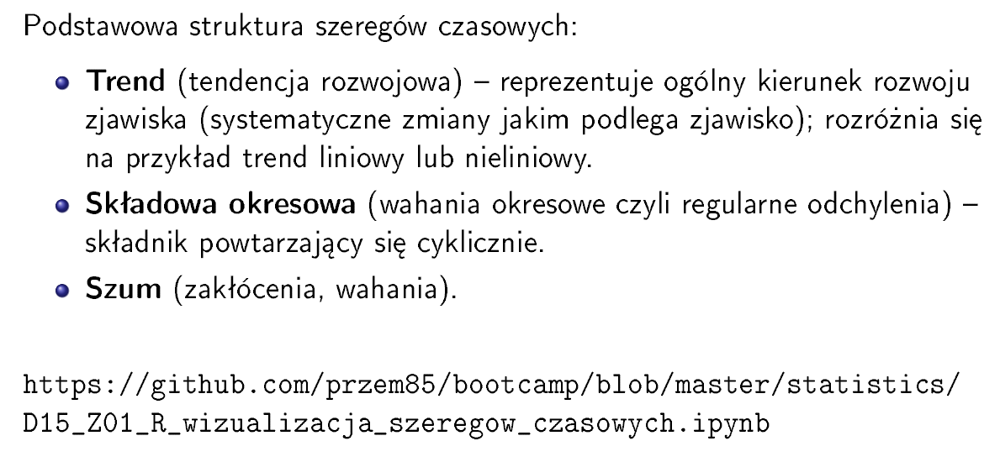 Podstawowa struktura szeregów czasowych:
Trend (tendencja rozwojowa) – reprezentuje ogólny kierunek rozwoju
zjawiska (systematyczne zmiany jakim podlega zjawisko); rozróżnia się
na przykład trend liniowy lub nieliniowy.
Składowa okresowa (wahania okresowe czyli regularne odchylenia) –
składnik powtarzający się cyklicznie.
Szum (zakłócenia, wahania).
https://github.com/przem85/bootcamp/blob/master/statistics/
D15_Z01_R_wizualizacja_szeregow_czasowych.ipynb